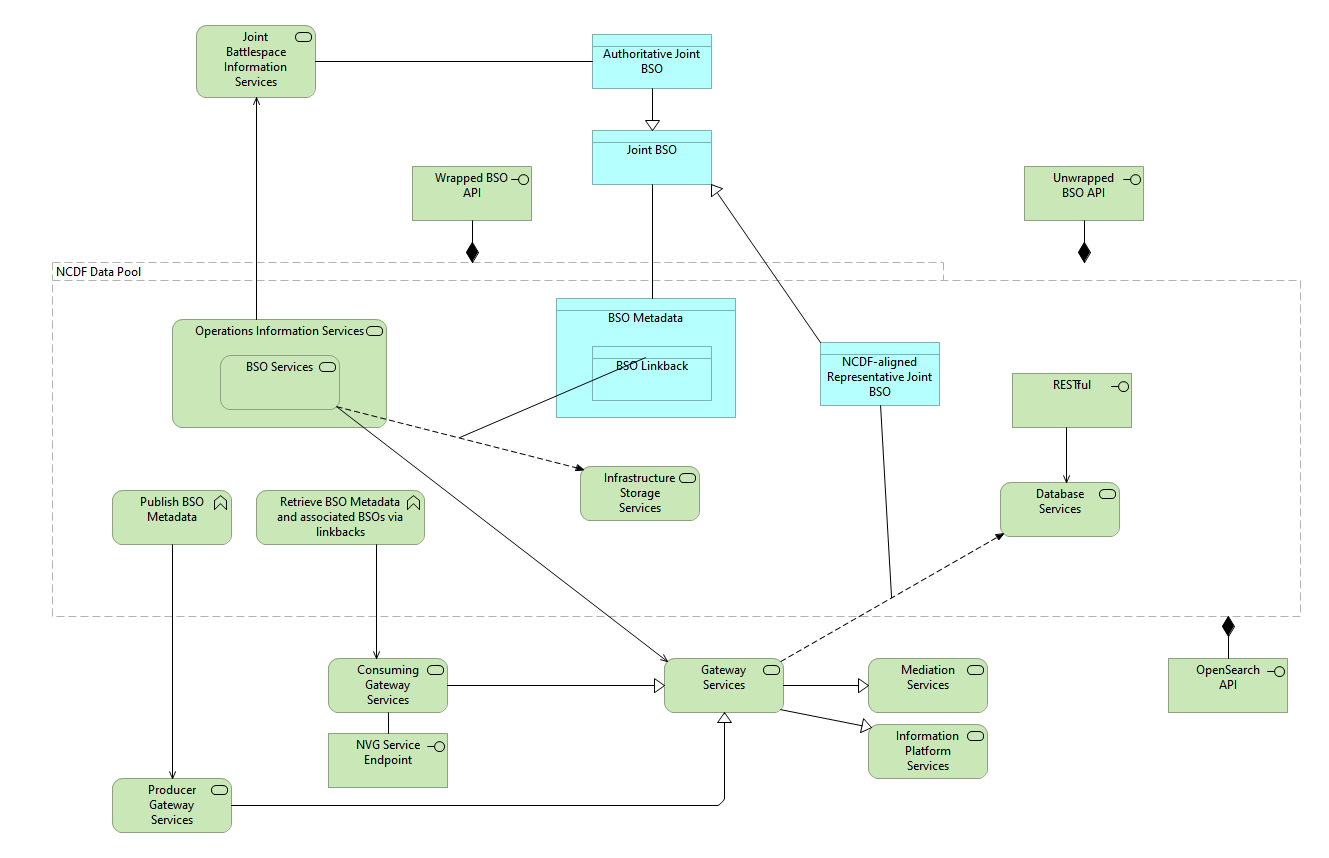 Joint
Battlespace
Information
Services
Authoritative Joint
BSO
Joint BSO
Wrapped BSO
API
Unwrapped
BSO API
NCDF Data Pool
Operations Information Services
BSO Services
BSO Metadata
BSO Linkback
NCDF-aligned
Representative Joint
BSO
RESTful
Infrastructure
Storage
Services
Database
Services
Publish BSO
Metadata
Retrieve BSO Metadata
and associated BSOs via
linkbacks
Consuming
Gateway
Services
Gateway
Services
Mediation
Services
OpenSearch
API
NVG Service
Endpoint
Information
Platform
Services
Producer
Gateway
Services